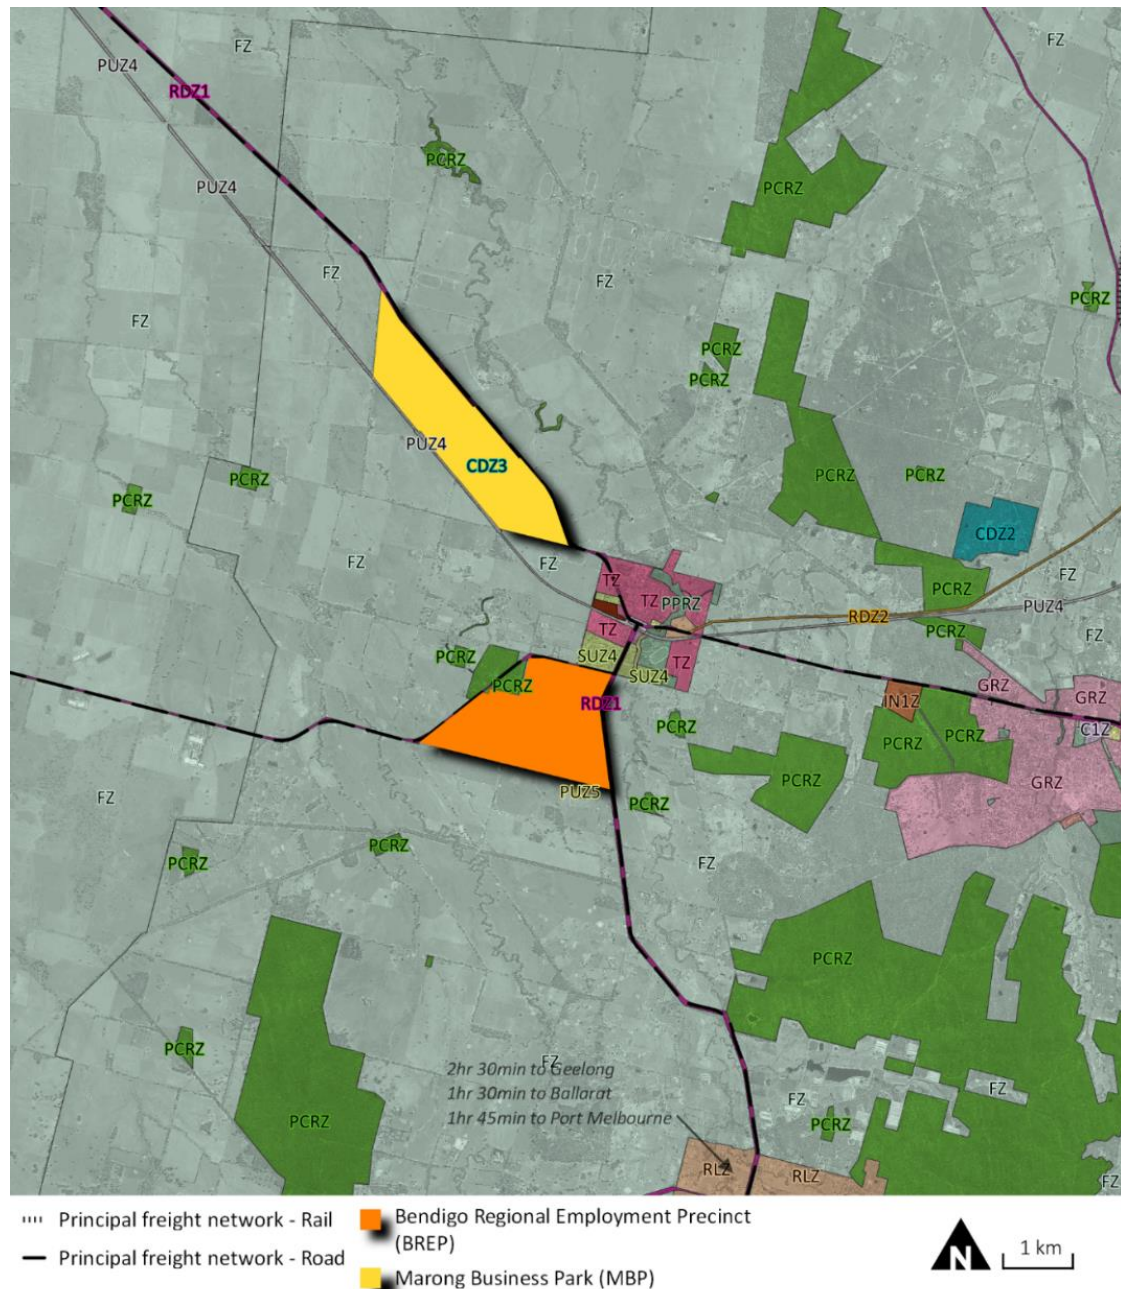 FZ
FZ
PUZ4
RDZ1
PCRZ
PUZ4
PCRZ
FZ
FZ
PCRZ
FZ
PCRZ
PCRZ
PUZ4
CDZ3
PCRZ
PCRZ
PCRZ
PCRZ
CDZ2
FZ
FZ
TZ
FZ
PCRZ
TZ
PPRZ
PUZ4
RDZ2
TZ
PCRZ
FZ
PCRZ
SUZ4
TZ
SUZ4
PCRZ
GRZ
GRZ
RDZ1
IN1Z
PCRZ
C1Z
PCRZ
PCRZ
PCRZ
GRZ
FZ
PUZ5
PCRZ
PCRZ
PCRZ
FZ
PCRZ
PCRZ
FZ
2hr 30min to Geelong
1hr 30min to Ballarat
1hr 45min to Port Melbourne
FZ
FZ
PCRZ
PCRZ
RLZ
RLZ
FZ
Principal freight network - Rail
Principal freight network - Road
Bendigo Regional Employment Precinct
(BREP)
Marong Business Park (MBP)
N
1 km